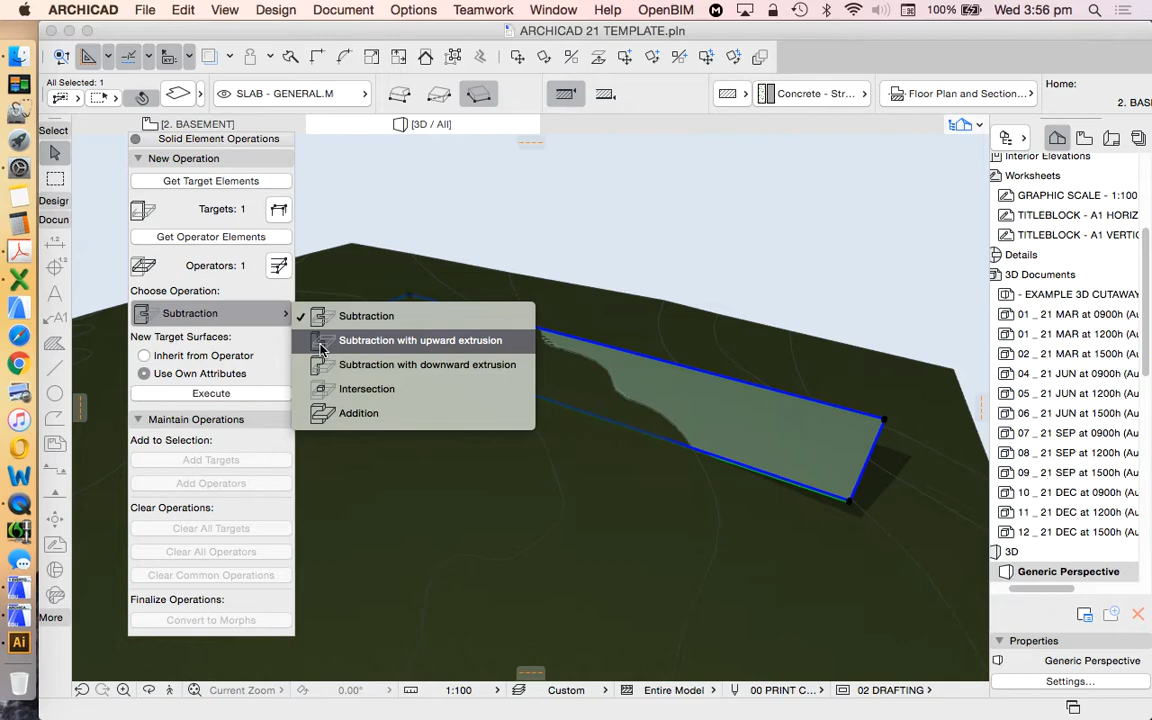 ARCHICAD File Edit View Design Document Options Teamwork Window Help OpenBIM 100% Wed 3:56 pm
ARCHICAD 21 TEMPLATE.pln
All Selected: 1
SLAB - GENERAL.M
Concrete - Str...
Floor Plan and Section...
Home:
2. BASE
[2. BASEMENT]
[3D / All]
Select
Desigr
Docun
More
Solid Element Operations
New Operation
Get Target Elements
Targets: 1
Get Operator Elements
Operators: 1
Choose Operation:
Subtraction
New Target Surfaces:
Inherit from Operator
Use Own Attributes
Execute
Maintain Operations
Add to Selection:
Add Targets
Add Operators
Clear Operations:
Clear All Targets
Clear All Operators
Clear Common Operations
Finalize Operations:
Convert to Morphs
Subtraction
Subtraction with upward extrusion
Subtraction with downward extrusion
Intersection
Addition
Interior Elevations
Worksheets
GRAPHIC SCALE - 1:100
TITLEBLOCK - A1 HORIZ
TITLEBLOCK - A1 VERTIC
Details
3D Documents
- EXAMPLE 3D CUTAWAY
01 _ 21 MAR at 0900h (Au
01 _ 21 MAR at 1200h (Au
03 _ 21 MAR at 1500h (Au
04 _ 21 JUN at 0900h (Au
05 _ 21 JUN at 1200h (Au
06 _ 21 JUN at 1500h (Au
07 _ 21 SEP at 0900h (Au
08 _ 21 SEP at 1200h (Au
09 _ 21 SEP at 1500h (Au
10 _ 21 DEC at 0900h (Au
11 _ 21 DEC at 1200h (Aus
12 _ 21 DEC at 1500h (Au
3D
Generic Perspective
Properties
Generic Perspective
Settings...
Current Zoom
0.00°
1:100
Custom
Entire Model
00 PRINT C...
02 DRAFTING